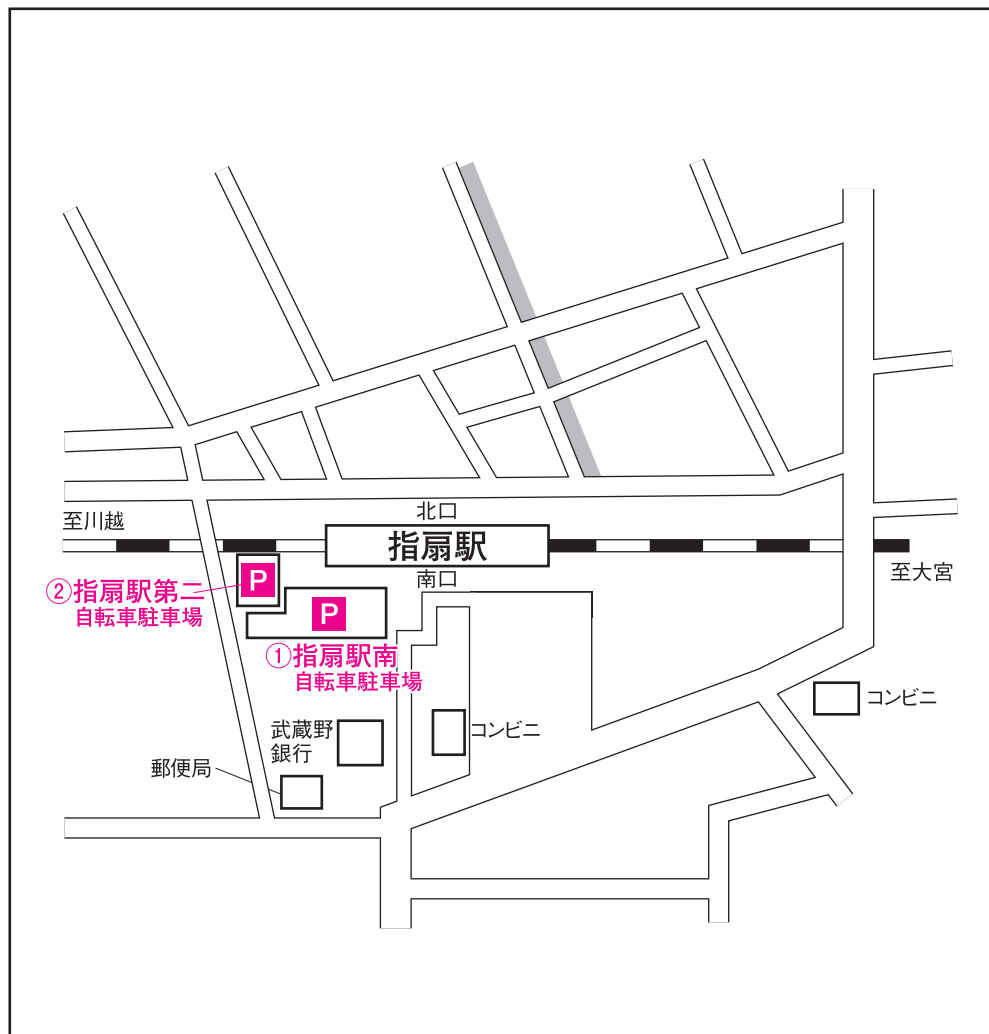 北口
至川越
指扇駅
南口
至大宮
P
②指扇駅第二
自転車駐車場
P
①指扇駅南
自転車駐車場
コンビニ
武蔵野
銀行
コンビニ
郵便局